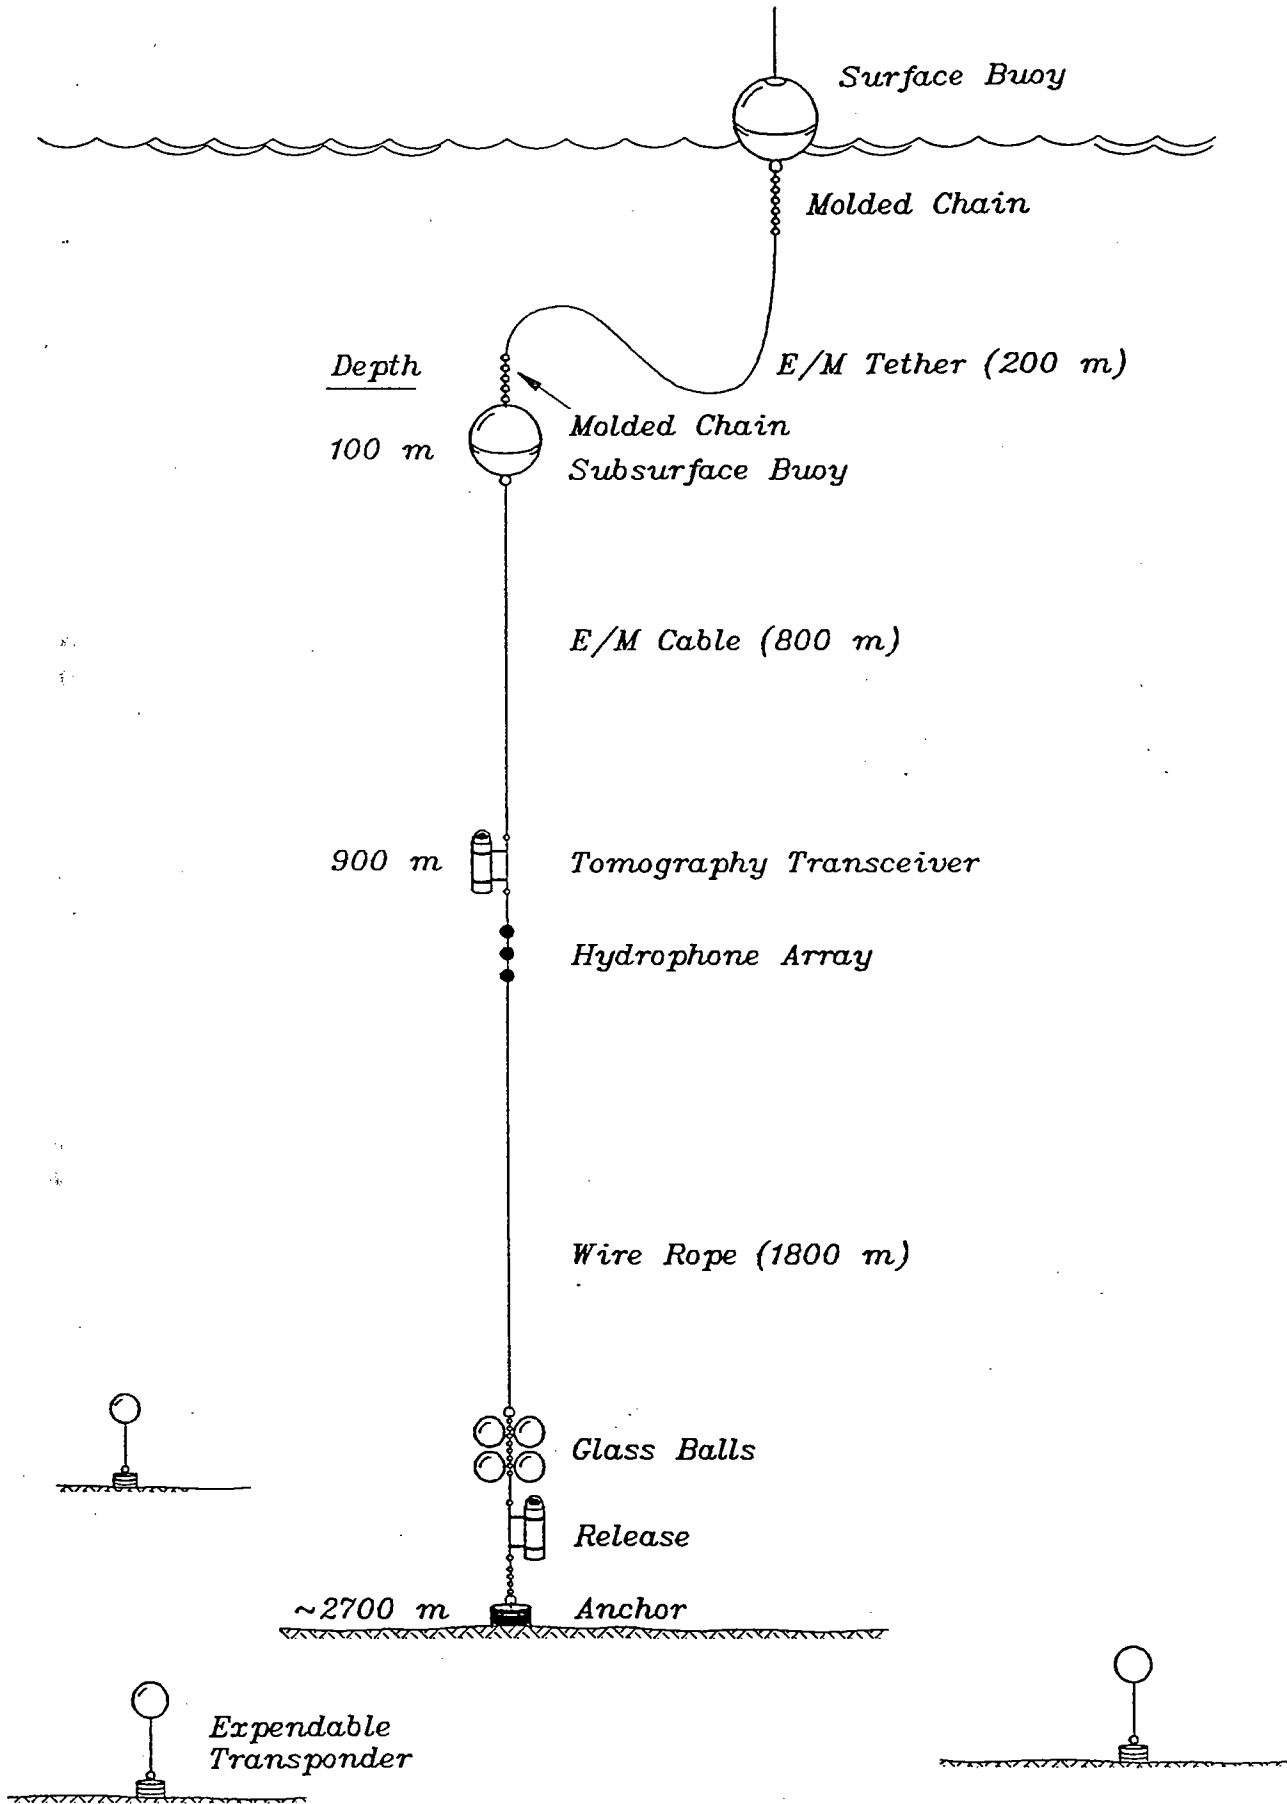 Surface Buoy
Molded Chain
Depth
E/M Tether (200 m)
100 m
Molded Chain
Subsurface Buoy
E/M Cable (800 m)
900 m
Tomography Transceiver
Hydrophone Array
Wire Rope (1800 m)
Glass Balls
Release
~2700 m
Anchor
Expendable
Transponder